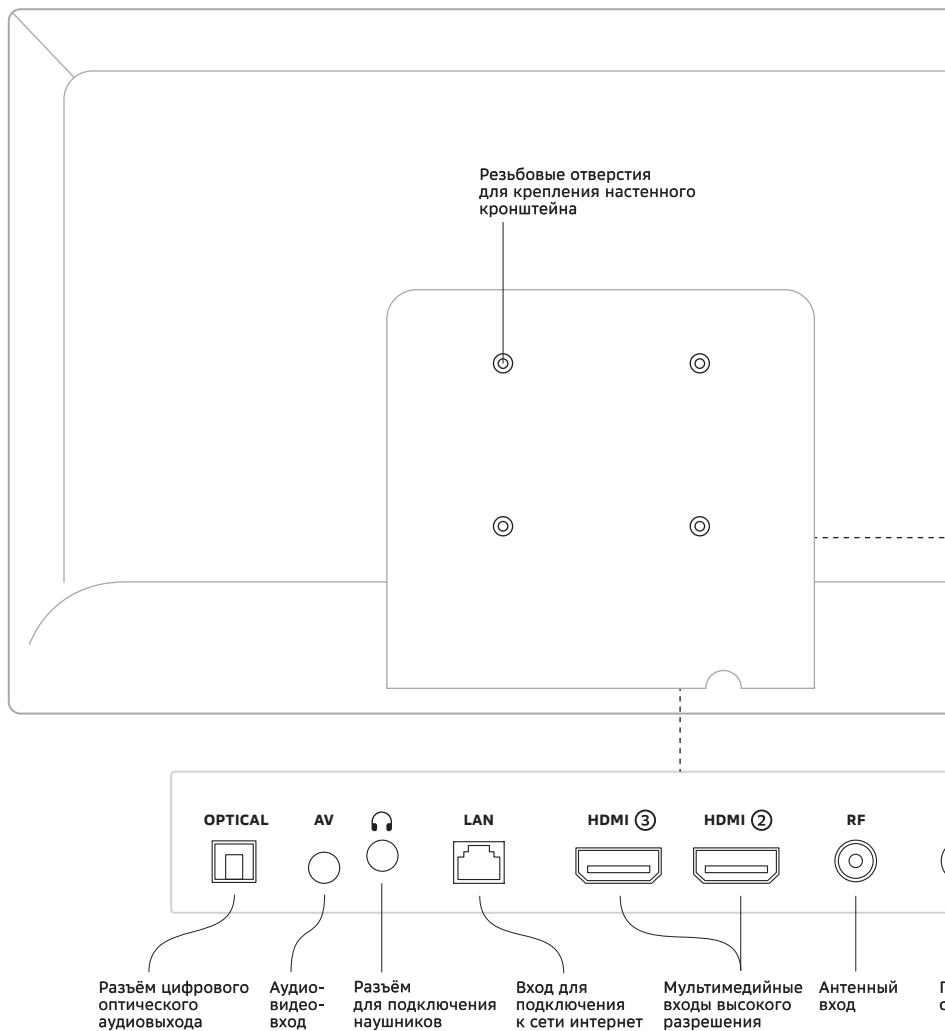 Резьбовые отверстия
для крепления настенного
кронштейна
OPTICAL AV LAN HDMI ③ HDMI ② RF
Разъём цифрового
оптического
аудиовыхода
Аудио-
видео-
вход
Разъём
для подключения
наушников
Вход для
подключения
к сети интернет
Мультимедийные
входы высокого
разрешения
Антенный
вход